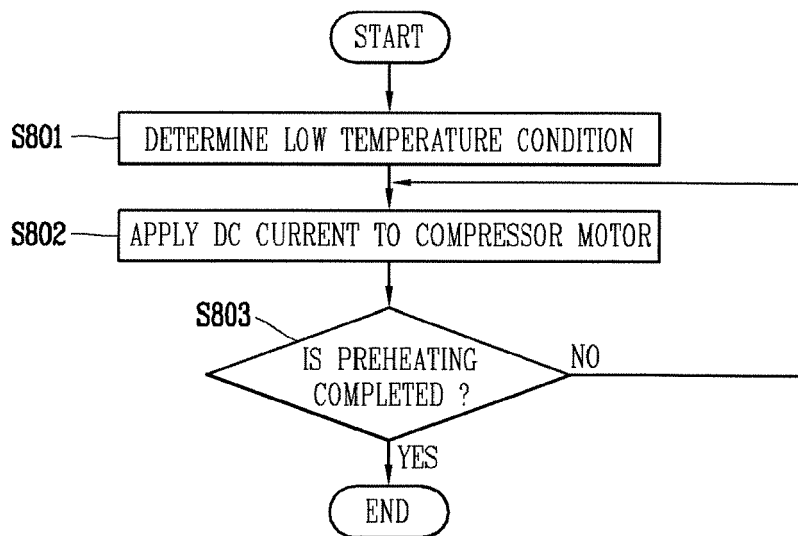 START
S801
DETERMINE LOW TEMPERATURE CONDITION
S802
APPLY DC CURRENT TO COMPRESSOR MOTOR
S803
IS PREHEATING
COMPLETED ?
NO
YES
END